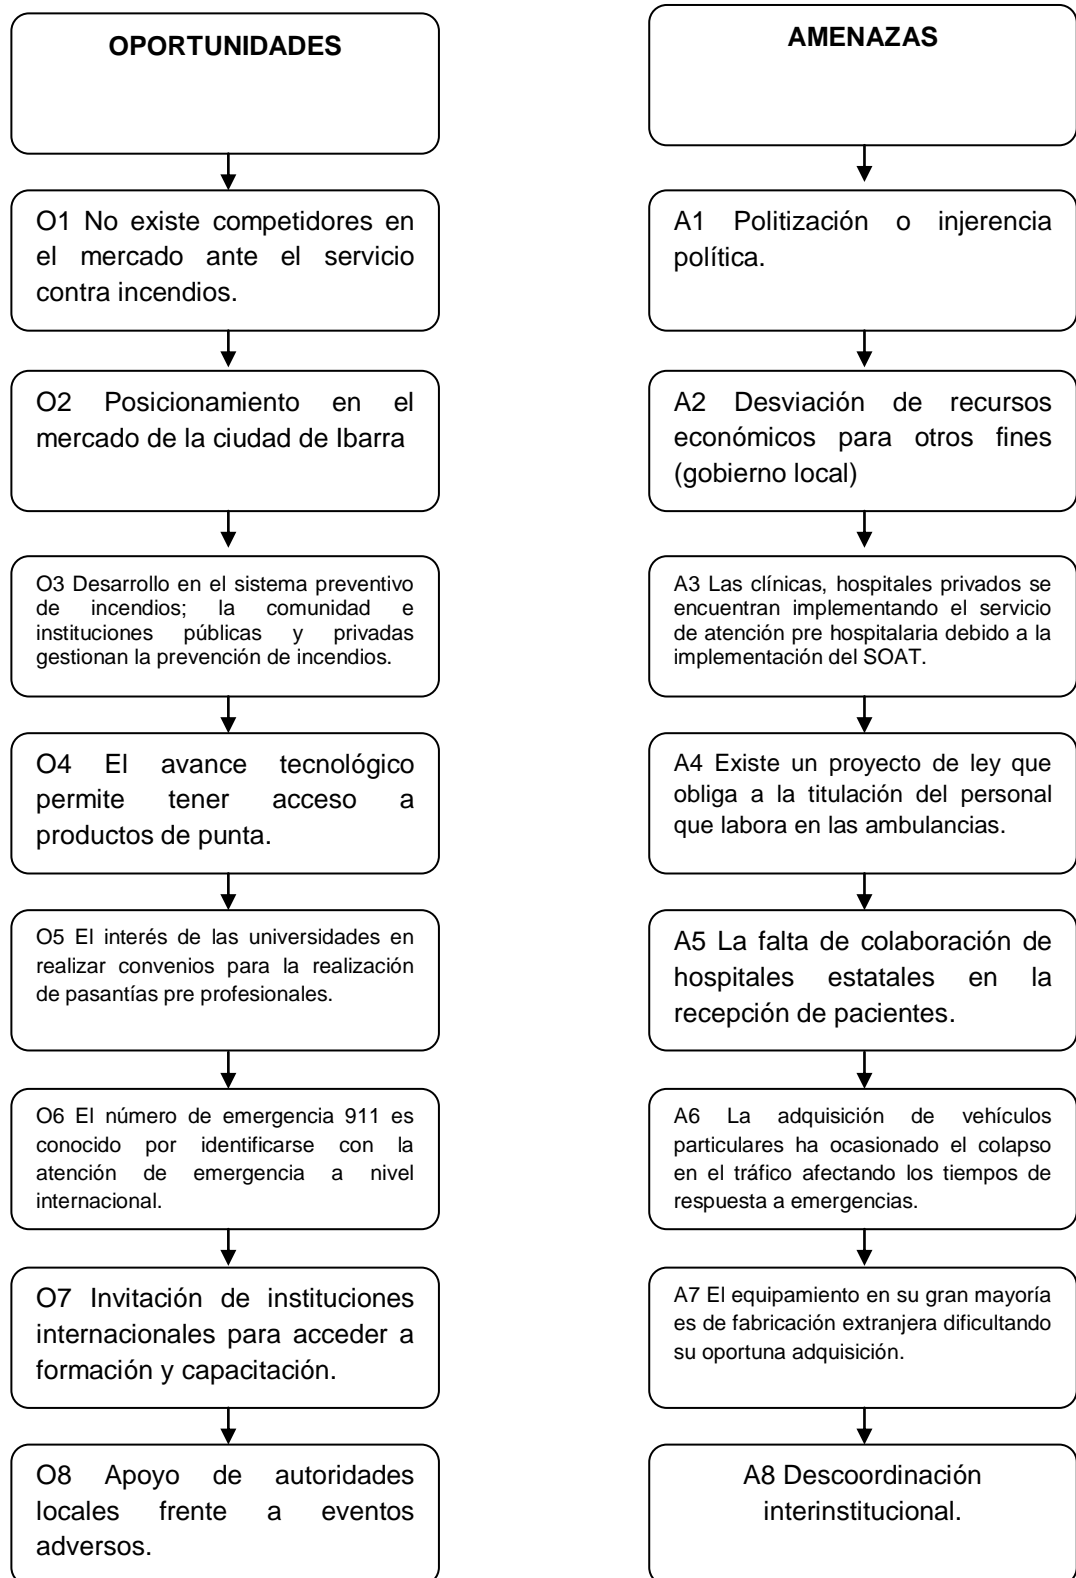 OPORTUNIDADES
O1 No existe competidores en
el mercado ante el servicio
contra incendios.
O2 Posicionamiento en el
mercado de la ciudad de Ibarra
O3 Desarrollo en el sistema preventivo
de incendios; la comunidad e
instituciones públicas y privadas
gestionan la prevención de incendios.
O4 El avance tecnológico
permite tener acceso a
productos de punta.
O5 El interés de las universidades en
realizar convenios para la realización
de pasantías pre profesionales.
O6 El número de emergencia 911 es
conocido por identificarse con la
atención de emergencia a nivel
internacional.
O7 Invitación de instituciones
internacionales para acceder a
formación y capacitación.
O8 Apoyo de autoridades
locales frente a eventos
adversos.
AMENAZAS
A1 Politización o injerencia
política.
A2 Desviación de recursos
económicos para otros fines
(gobierno local)
A3 Las clínicas, hospitales privados se
encuentran implementando el servicio
de atención pre hospitalaria debido a la
implementación del SOAT.
A4 Existe un proyecto de ley que
obliga a la titulación del personal
que labora en las ambulancias.
A5 La falta de colaboración de
hospitales estatales en la
recepción de pacientes.
A6 La adquisición de vehículos
particulares ha ocasionado el colapso
en el tráfico afectando los tiempos de
respuesta a emergencias.
A7 El equipamiento en su gran mayoría
es de fabricación extranjera dificultando
su oportuna adquisición.
A8 Descoordinación
interinstitucional.